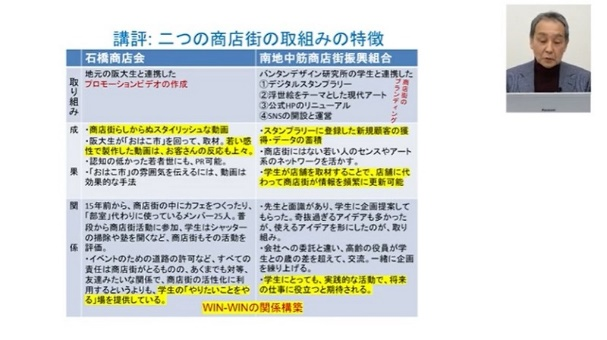 講評: 二つの商店街の取組みの特徴
石橋商店会
南地中筋商店街振興組合
取り組み
地元の阪大生と連携した
プロモーションビデオの作成
バンタンデザイン研究所の学生と連携した
①デジタルスタンプラリー
②浮世絵をテーマとした現代アート
③公式HPのリニューアル
④SNSの開設と運営
商店街のブランディング
成果
・商店街らしからぬスタイリッシュな動画
・阪大生が「おはこ市」を回って、取材。若い感
性で製作した動画は、お客さんの反応も上々。
・認知の低かった若者世にも、PR可能。
・「おはこ市」の雰囲気を伝えるには、動画は
効果的な手法
・スタンプラリーに登録した新規顧客の獲
得・データの蓄積
・商店街にはない若い人のセンスやアート
系のネットワークを活かす。
・学生が店舗を取材することで、店舗に代
わって商店街が情報を頻繁に更新可能
関係
15年前から、商店街の中にカフェをつくったり、
「部室」代わりに使っているメンバー25人。普
段から商店街活動に参加、学生はシャッター
の掃除や塾を開くなど、商店街もその活動を
評価。
・イベントのための道路の許可など、すべての
責任は商店街がとるものの、あくまでも対等、
友達みたいな関係で、商店街の活性化に利
用するというよりも、学生の「やりたいことをや
る」場を提供している。
・先生と面識があり、学生に企画提案して
もらった。奇抜過ぎるアイデアも多かった
が、使えるアイデアを形にしたのが、取り
組み。
・会社への委託と違い、高齢の役員が学生
との歳の差を超えて、交流。一緒に企画
を練り上げる。
・学生にとっても、実践的な活動で、将来
の仕事に役立つと期待される。
WIN-WINの関係構築